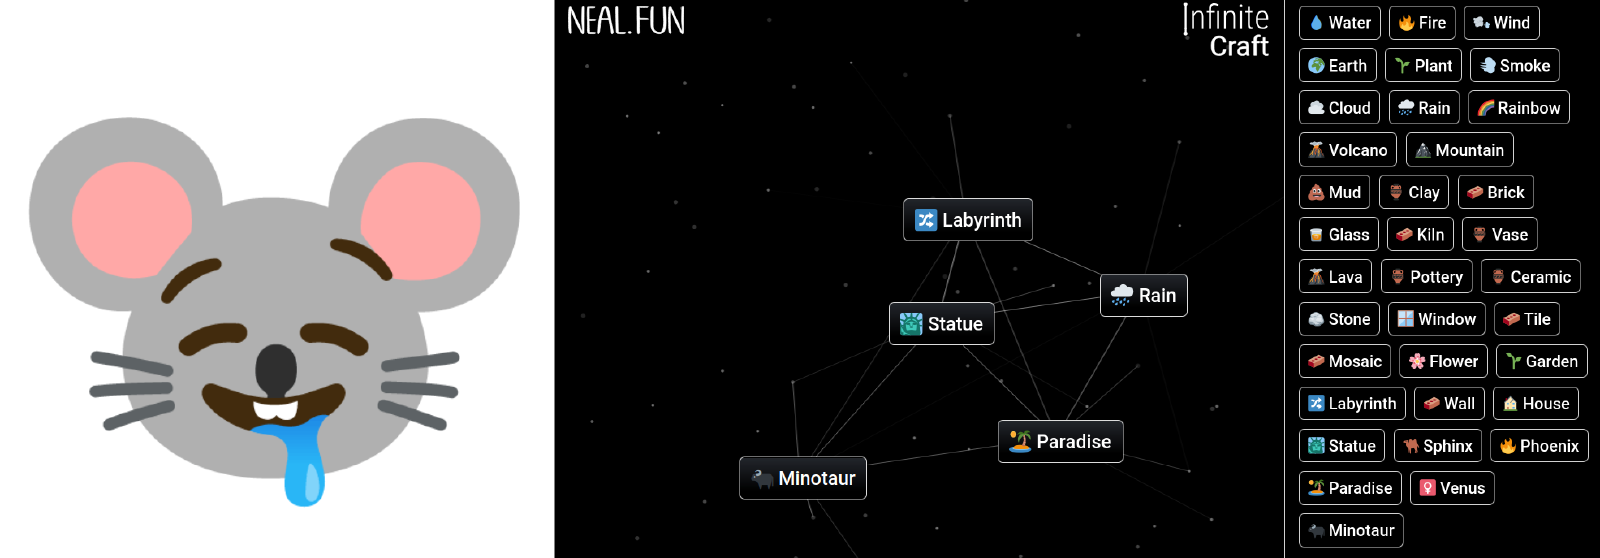 NEAL.FUN
Infinite
Craft
Labyrinth
Rain
Statue
Paradise
Minotaur
Water Fire Wind
Earth Plant Smoke
Cloud Rain Rainbow
Volcano Mountain
Mud Clay Brick
Glass Kiln Vase
Lava Pottery Ceramic
Stone Window Tile
Mosaic Flower Garden
Labyrinth Wall House
Statue Sphinx Phoenix
Paradise Venus
Minotaur